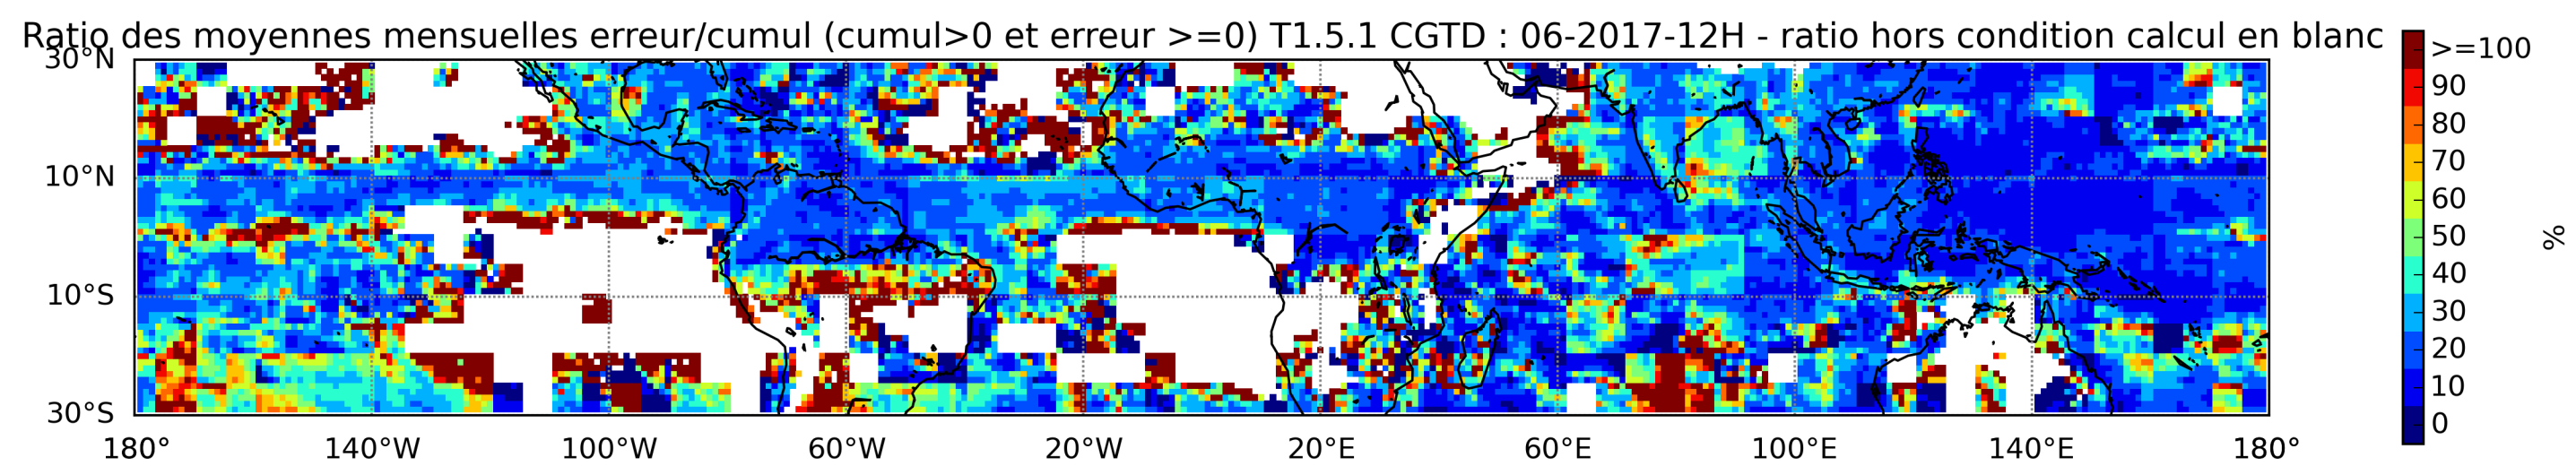 Ratio des moyennes mensuelles erreur/cumul (cumul>0 et erreur >=0) T1.5.1 CGTD : 06-2017-12H - ratio hors condition calcul en blanc
30°N
10°N
10°S
30°S
180° 140°W 100°W 60°W 20°W 20°E 60°E 100°E 140°E 180°
>=100
90
80
70
60
50
40
30
20
10
0
%